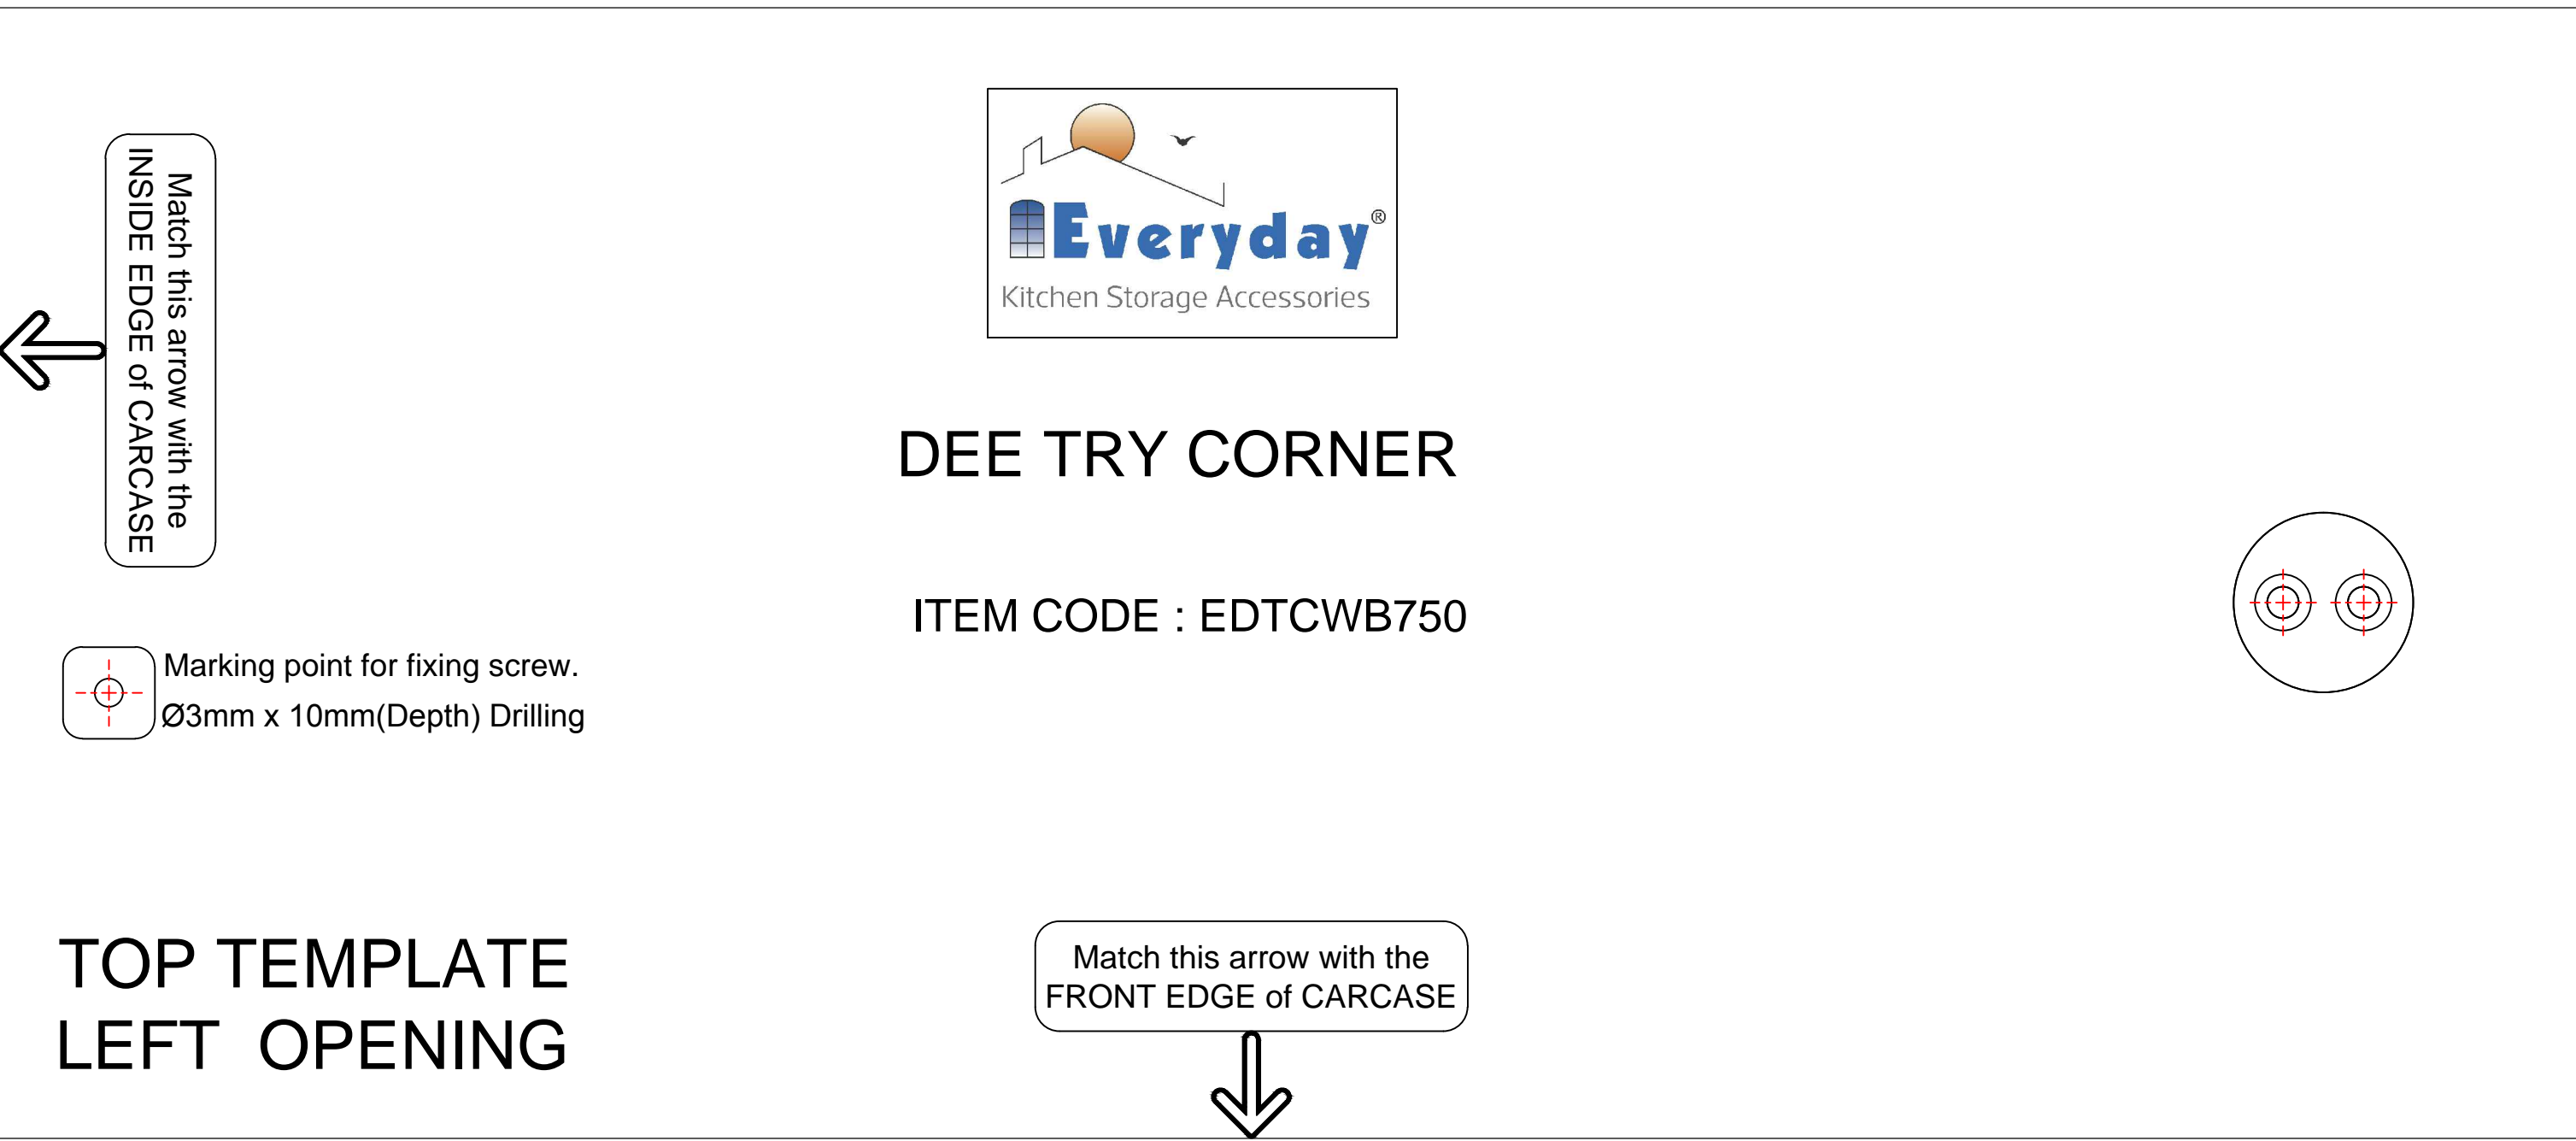 Everyday®
Kitchen Storage Accessories
Match this arrow with the
INSIDE EDGE of CARCASE
DEE TRY CORNER
ITEM CODE : EDTCWB750
Marking point for fixing screw.
Ø3mm x 10mm(Depth) Drilling
TOP TEMPLATE
LEFT OPENING
Match this arrow with the
FRONT EDGE of CARCASE